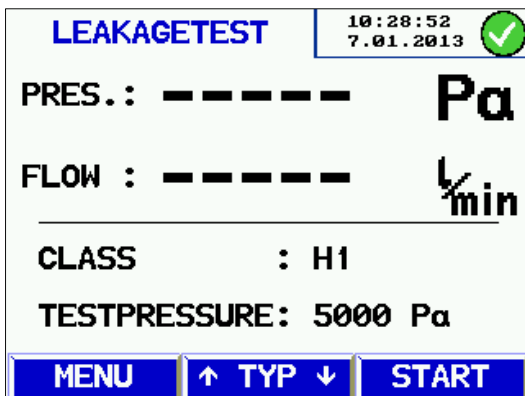 LEAKAGETEST
10:28:52
7.01.2013
PRES.: ----- Pa
FLOW : ----- l/min
CLASS : H1
TESTPRESSURE: 5000 Pa
MENU ↑ TYP ↓ START